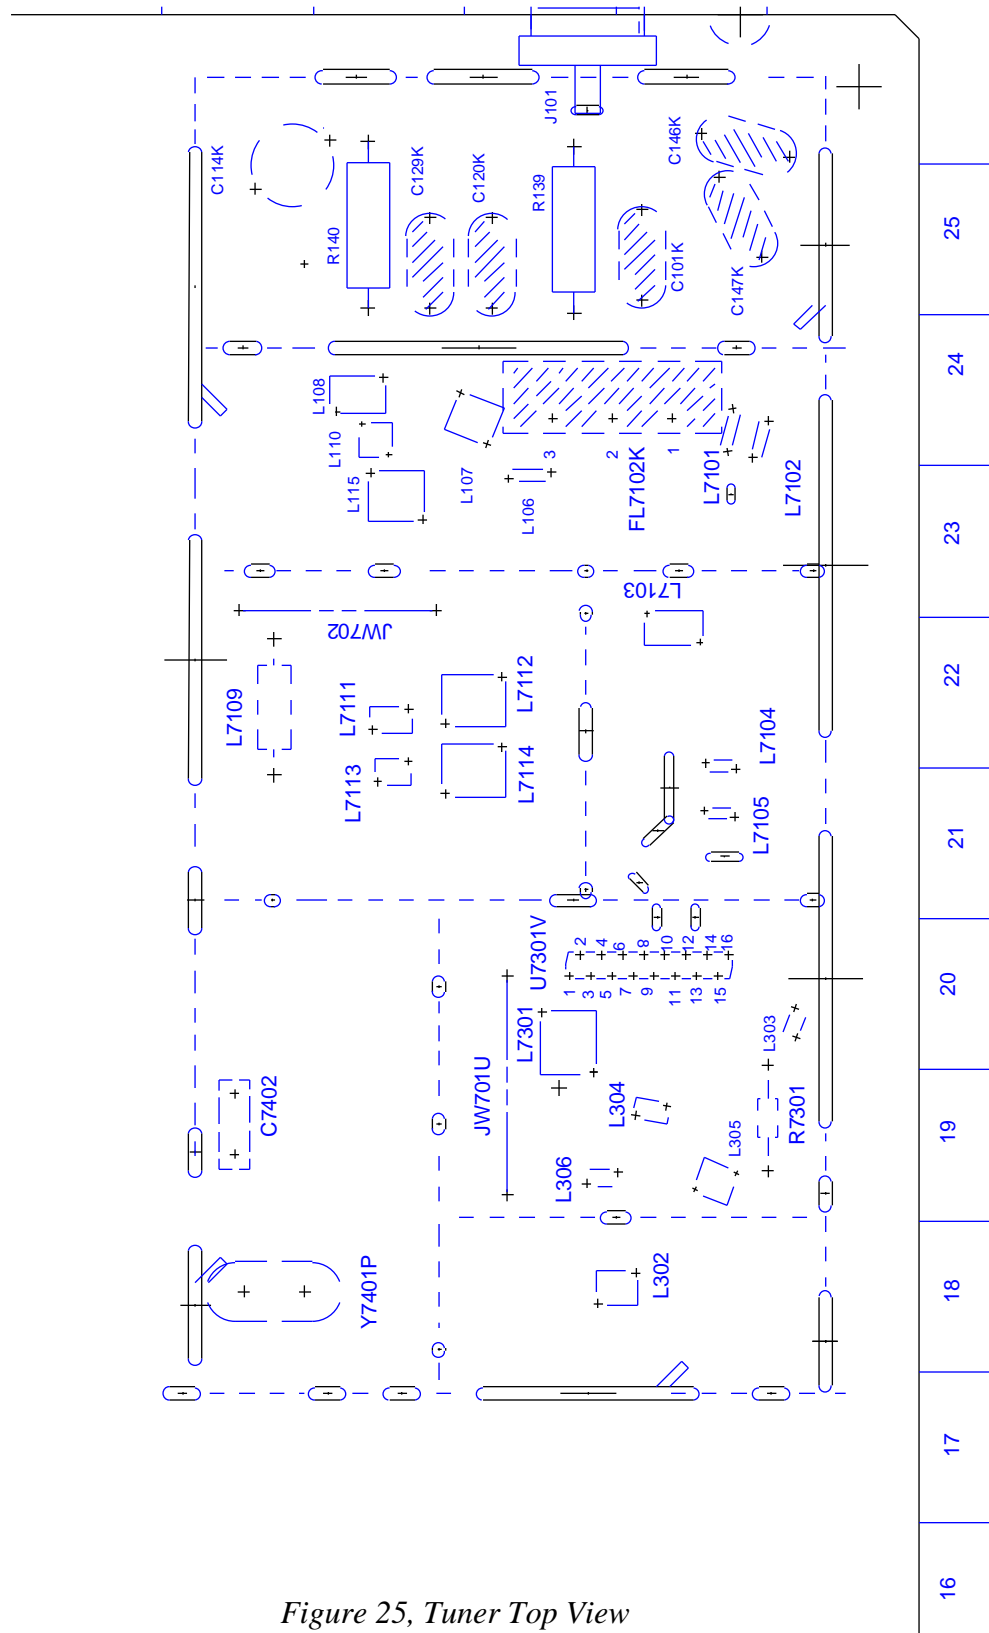 J101
C114K
C129K
C120K
R139
C146K
R140
C101K
C147K
25
24
L108
L110
L115
L107
L106
3
2
1
FL7102K
L7101
L7102
23
L7103
JW702
22
L7109
L7111
L7112
L7113
L7114
L7104
L7105
21
U7301V
2
4
6
8
10
12
14
16
1
3
5
7
9
11
13
15
20
L7301
L303
JW701U
C7402
L304
L305
R7301
19
L306
Y7401P
L302
18
17
16
Figure 25, Tuner Top View